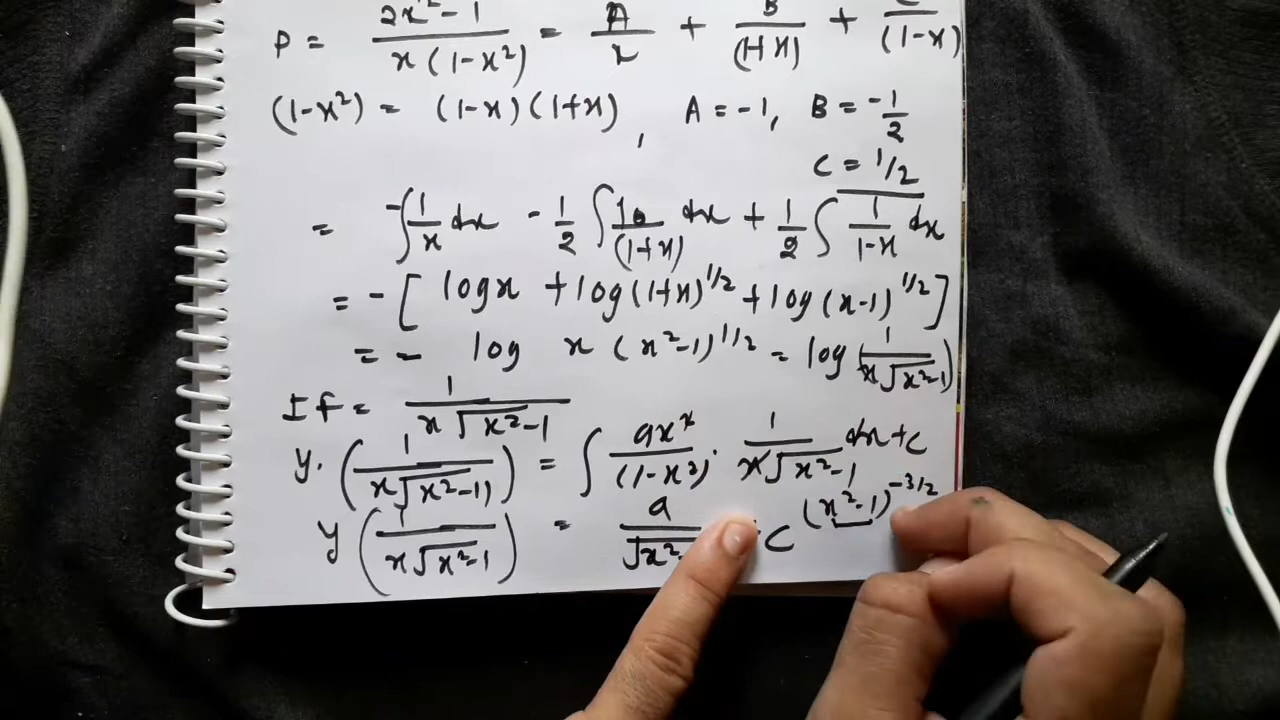 P = 2x²-1 / x(1-x²) = A/x + B/(1+x) + C/(1-x)
(1-x²) = (1-x)(1+x) , A = -1, B = -1/2
C = 1/2
= -∫ 1/x dx - 1/2 ∫ 1/(1+x) dx + 1/2 ∫ 1/1-x dx
= -[ log x + log(1+x)^1/2 + log(x-1)^1/2 ]
= - log x (x²-1)^1/2 = log ( 1 / x√x²-1 )
If = 1 / x√x²-1
y. ( 1 / x√x²-1 ) = ∫ ax^x / (1-x²) . 1 / x√x²-1 dx + c
(x²-1)^-3/2
y ( 1 / x√x²-1 ) = a / √x²- C